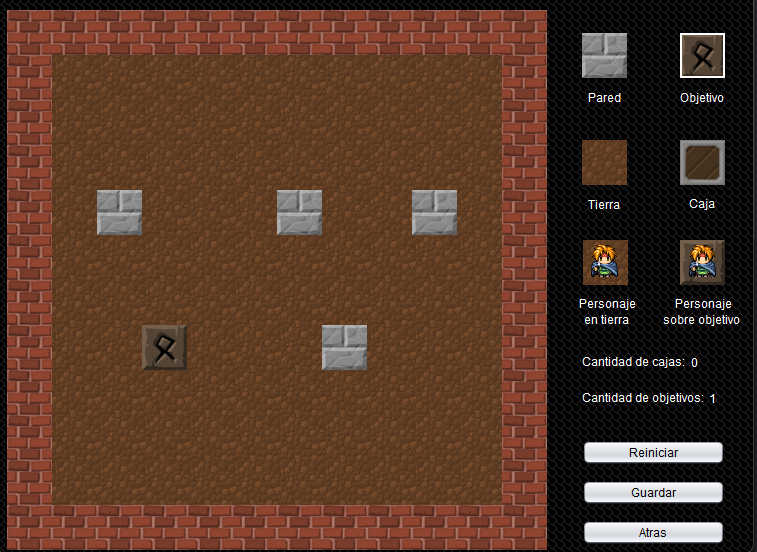 Pared
Objetivo
Tierra
Caja
Personaje
en tierra
Personaje
sobre objetivo
Cantidad de cajas: 0
Cantidad de objetivos: 1
Reiniciar
Guardar
Atras